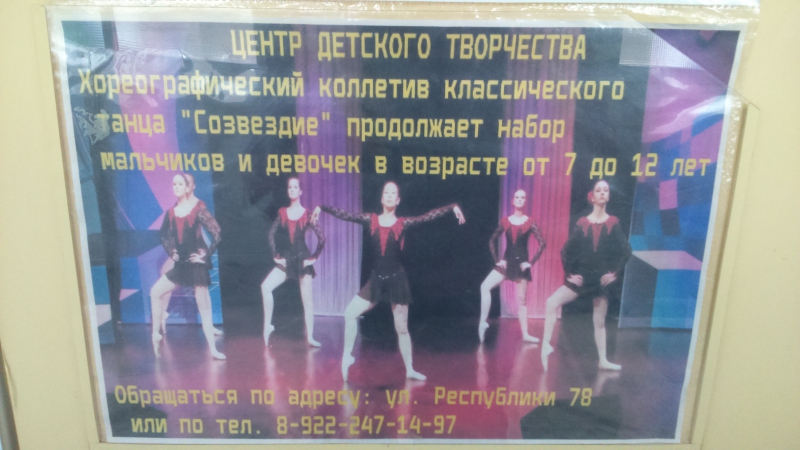 ЦЕНТР ДЕТСКОГО ТВОРЧЕСТВА
Хореографический коллетив классического
танца "Созвездие" продолжает набор
мальчиков и девочек в возрасте от 7 до 12 лет
Обращаться по адресу: ул. Республики 78
или по тел. 8-922-247-14-97